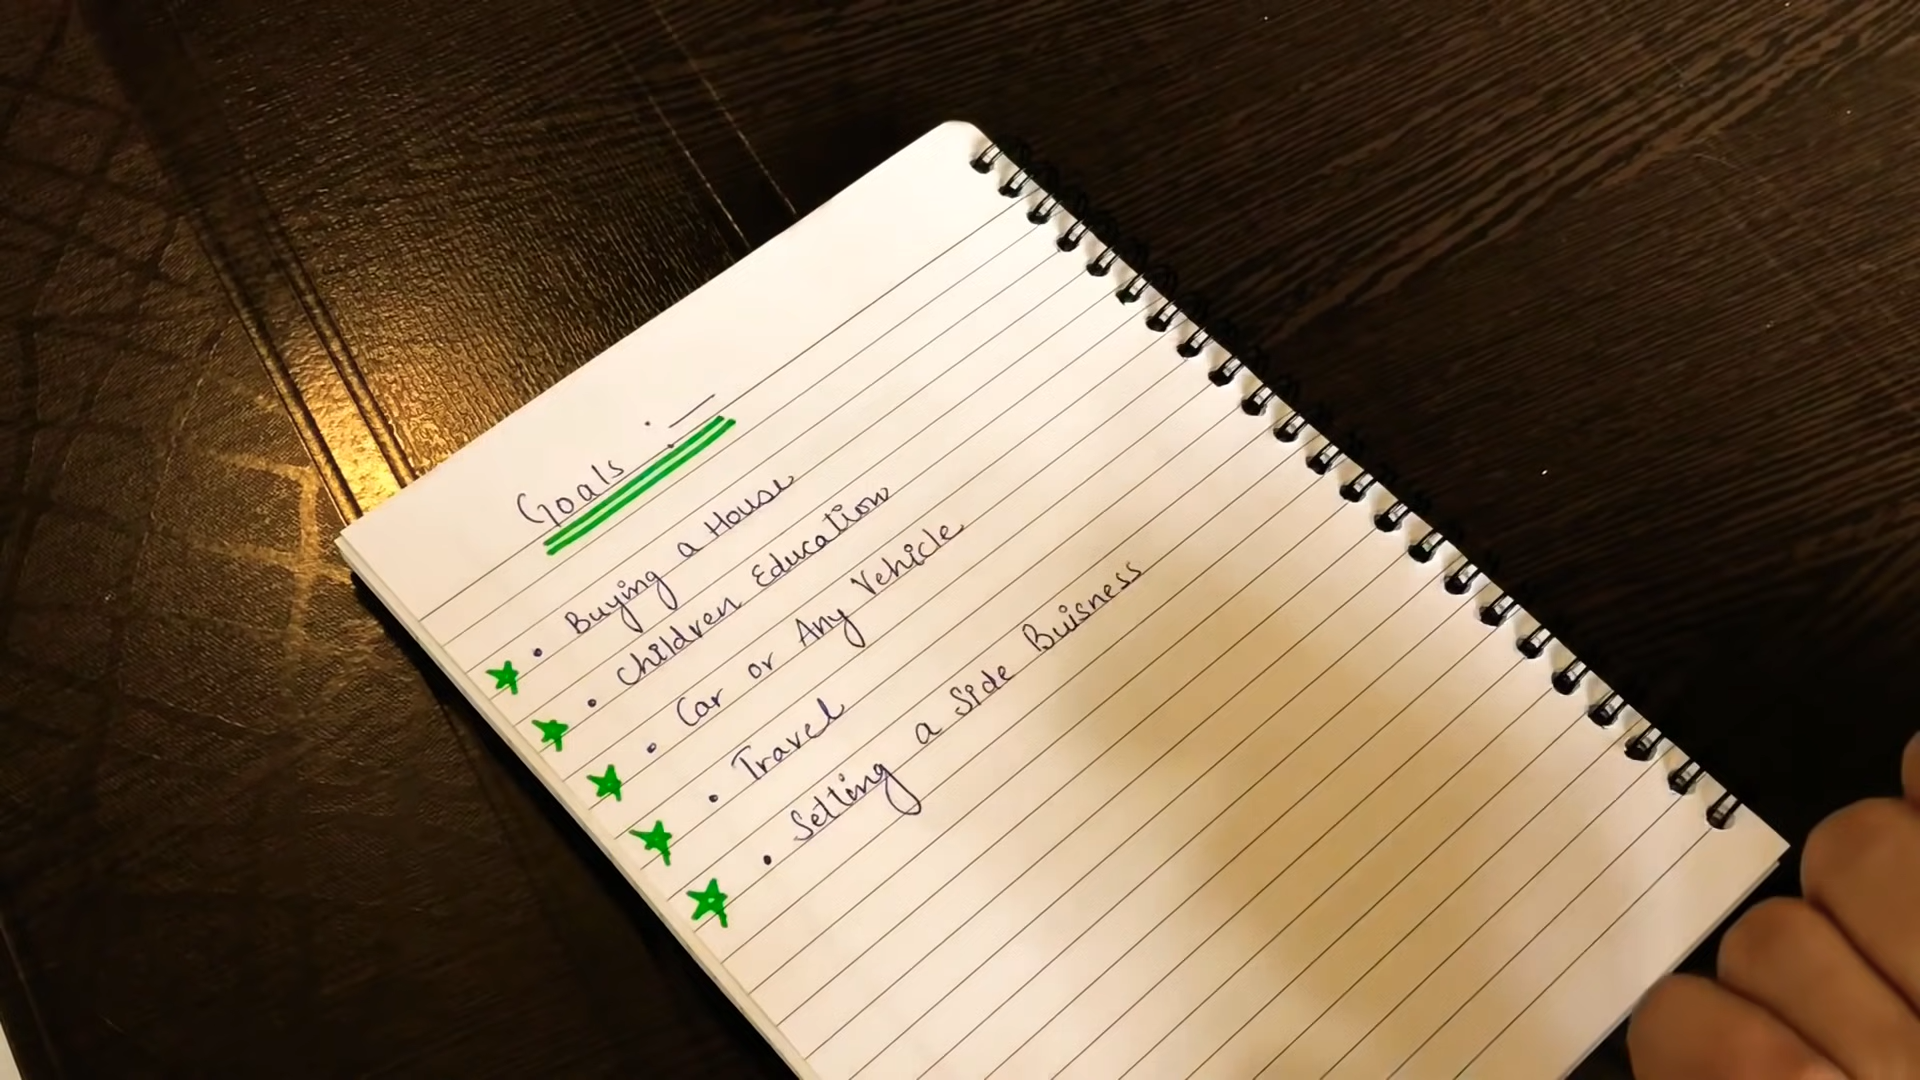 Goals :-
• Buying a House
• Children Education
• Car or Any Vehicle
• Travel
• Setting a Side Buisness